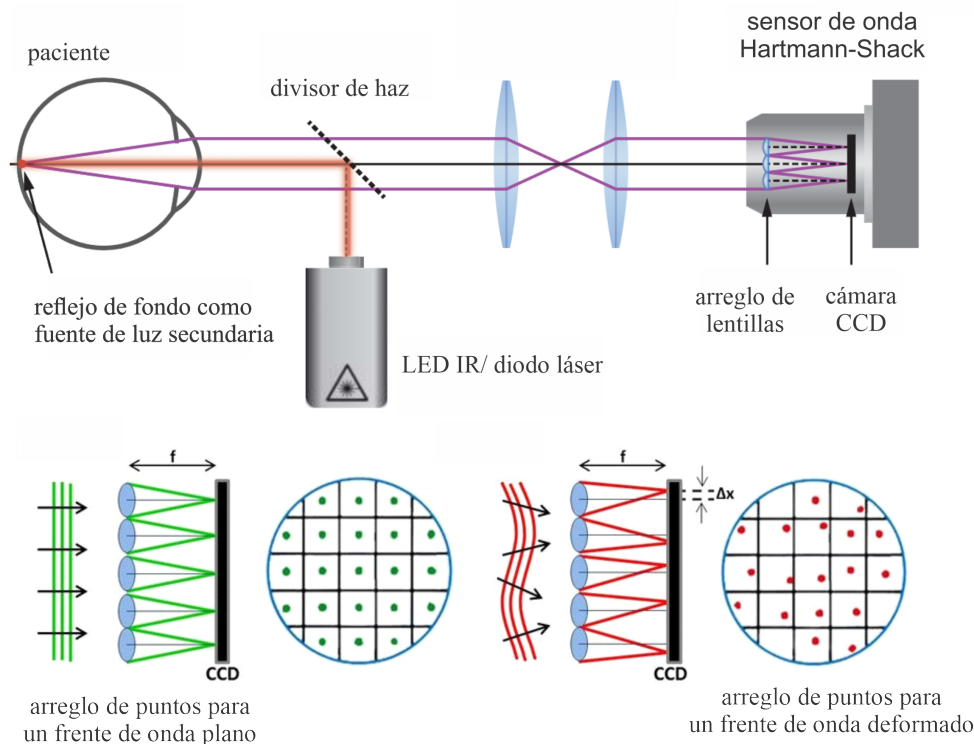 sensor de onda
Hartmann-Shack
paciente
divisor de haz
reflejo de fondo como
fuente de luz secundaria
LED IR/ diodo láser
arreglo de
lentillas
cámara
CCD
f
CCD
f
Δx
CCD
arreglo de puntos para
un frente de onda plano
arreglo de puntos para
un frente de onda deformado